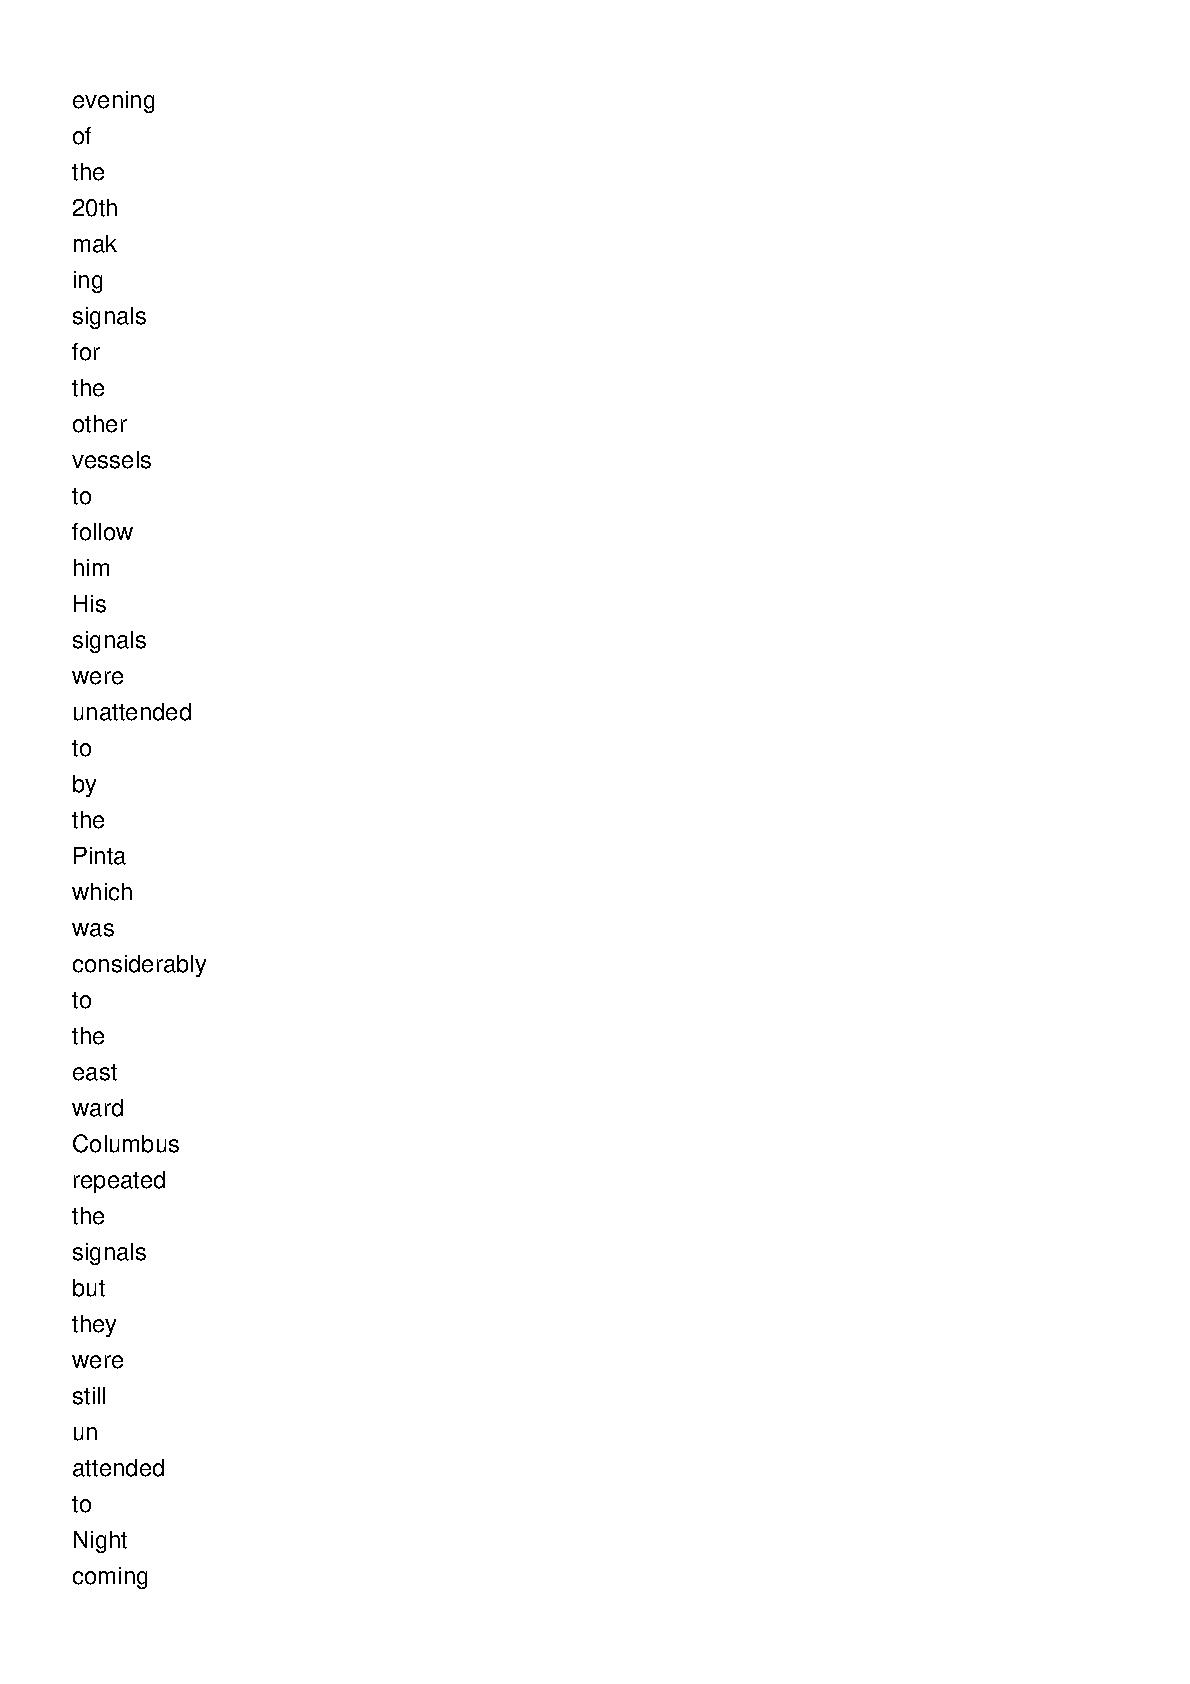 evening
of
the
20th
mak
ing
signals
for
the
other
vessels
to
follow
him
His
signals
were
unattended
to
by
the
Pinta
which
was
considerably
to
the
east
ward
Columbus
repeated
the
signals
but
they
were
still
un
attended
to
Night
coming